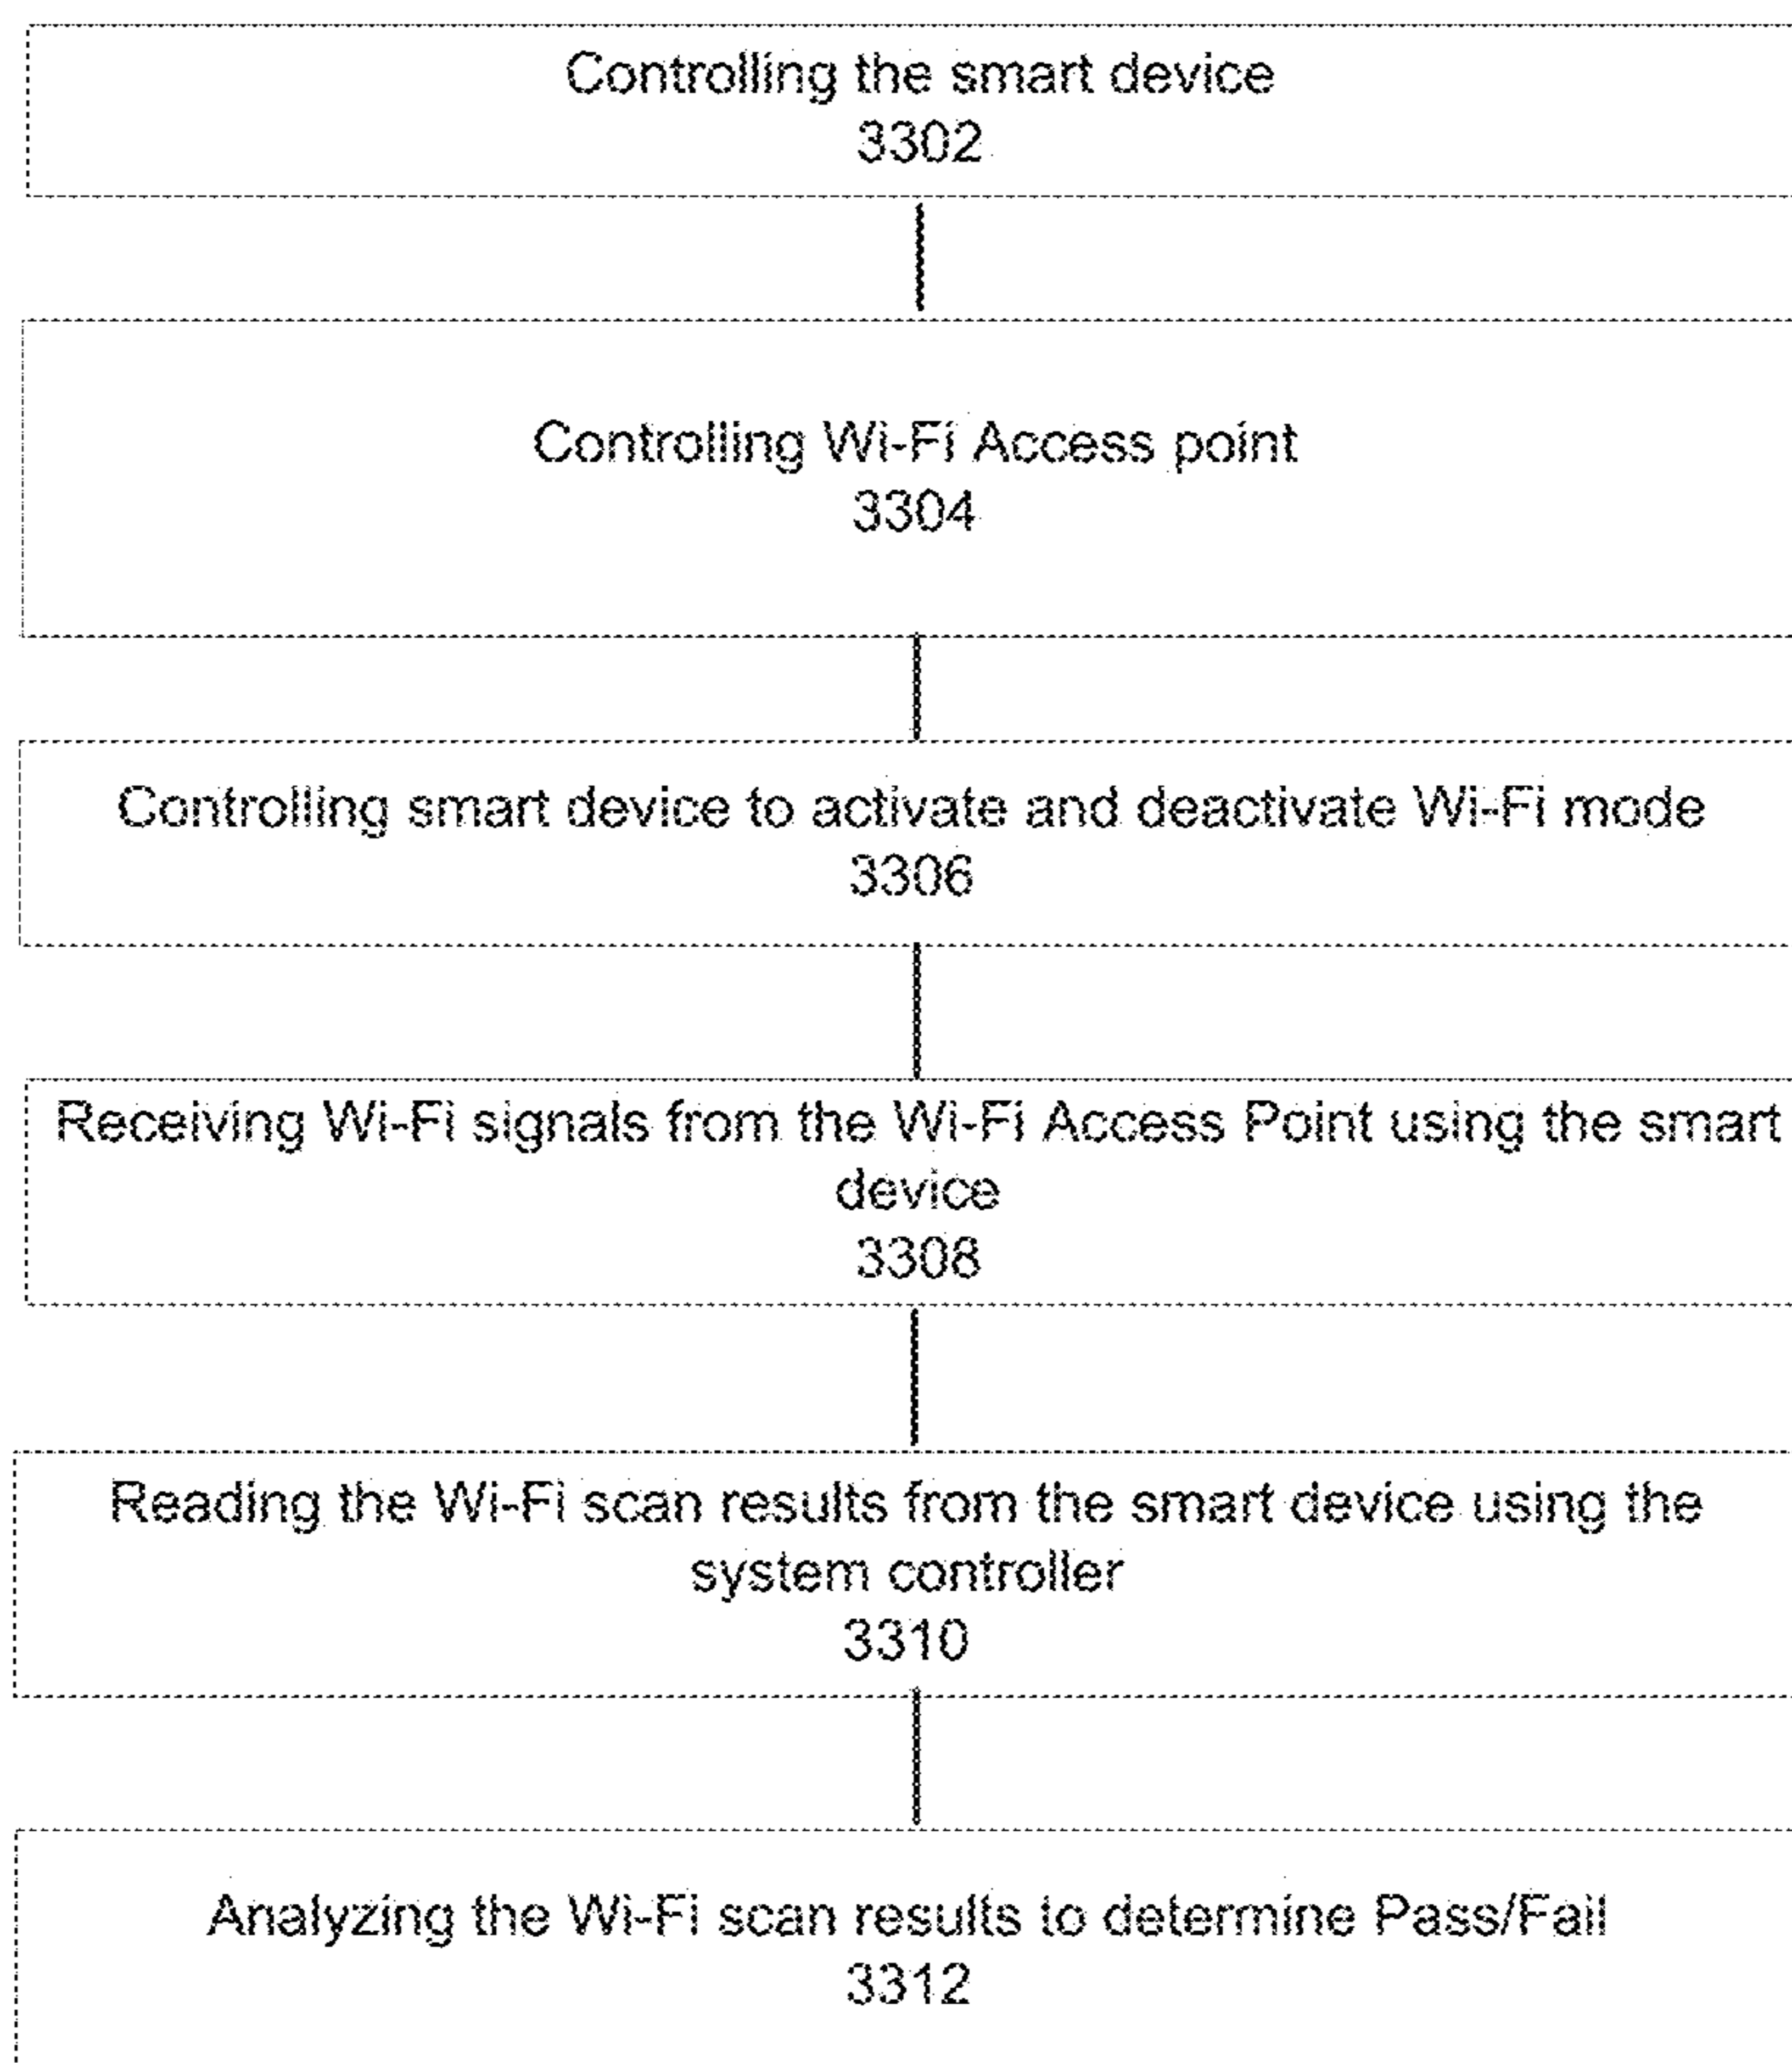 Controlling the smart device
3302
Controlling Wi-Fi Access point
3304
Controlling smart device to activate and deactivate Wi-Fi mode
3306
Receiving Wi-Fi signals from the Wi-Fi Access Point using the smart
device
3308
Reading the Wi-Fi scan results from the smart device using the
system controller
3310
Analyzing the Wi-Fi scan results to determine Pass/Fail
3312